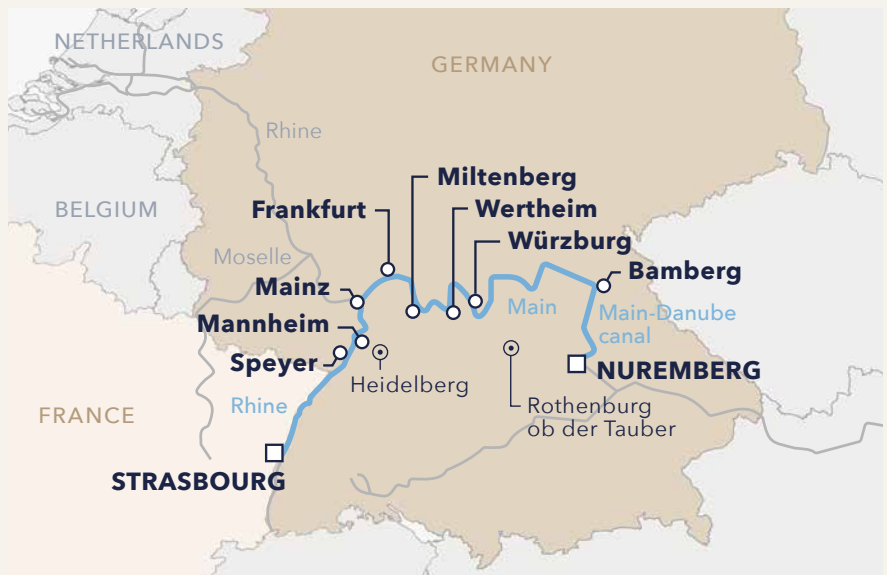 NETHERLANDS
GERMANY
Rhine
Miltenberg
BELGIUM
Frankfurt
Wertheim
Würzburg
Moselle
Bamberg
Mainz
Main
Main-Danube
canal
Mannheim
Speyer
NUREMBERG
Heidelberg
Rhine
FRANCE
Rothenburg
ob der Tauber
STRASBOURG